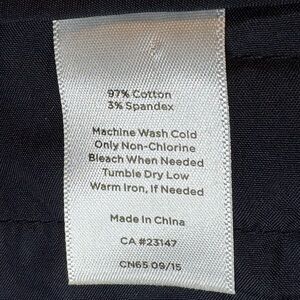 97% Cotton
3% Spandex
Machine Wash Cold
Only Non-Chlorine
Bleach When Needed
Tumble Dry Low
Warm Iron, If Needed
Made In China
CA #23147
CN65 09/15